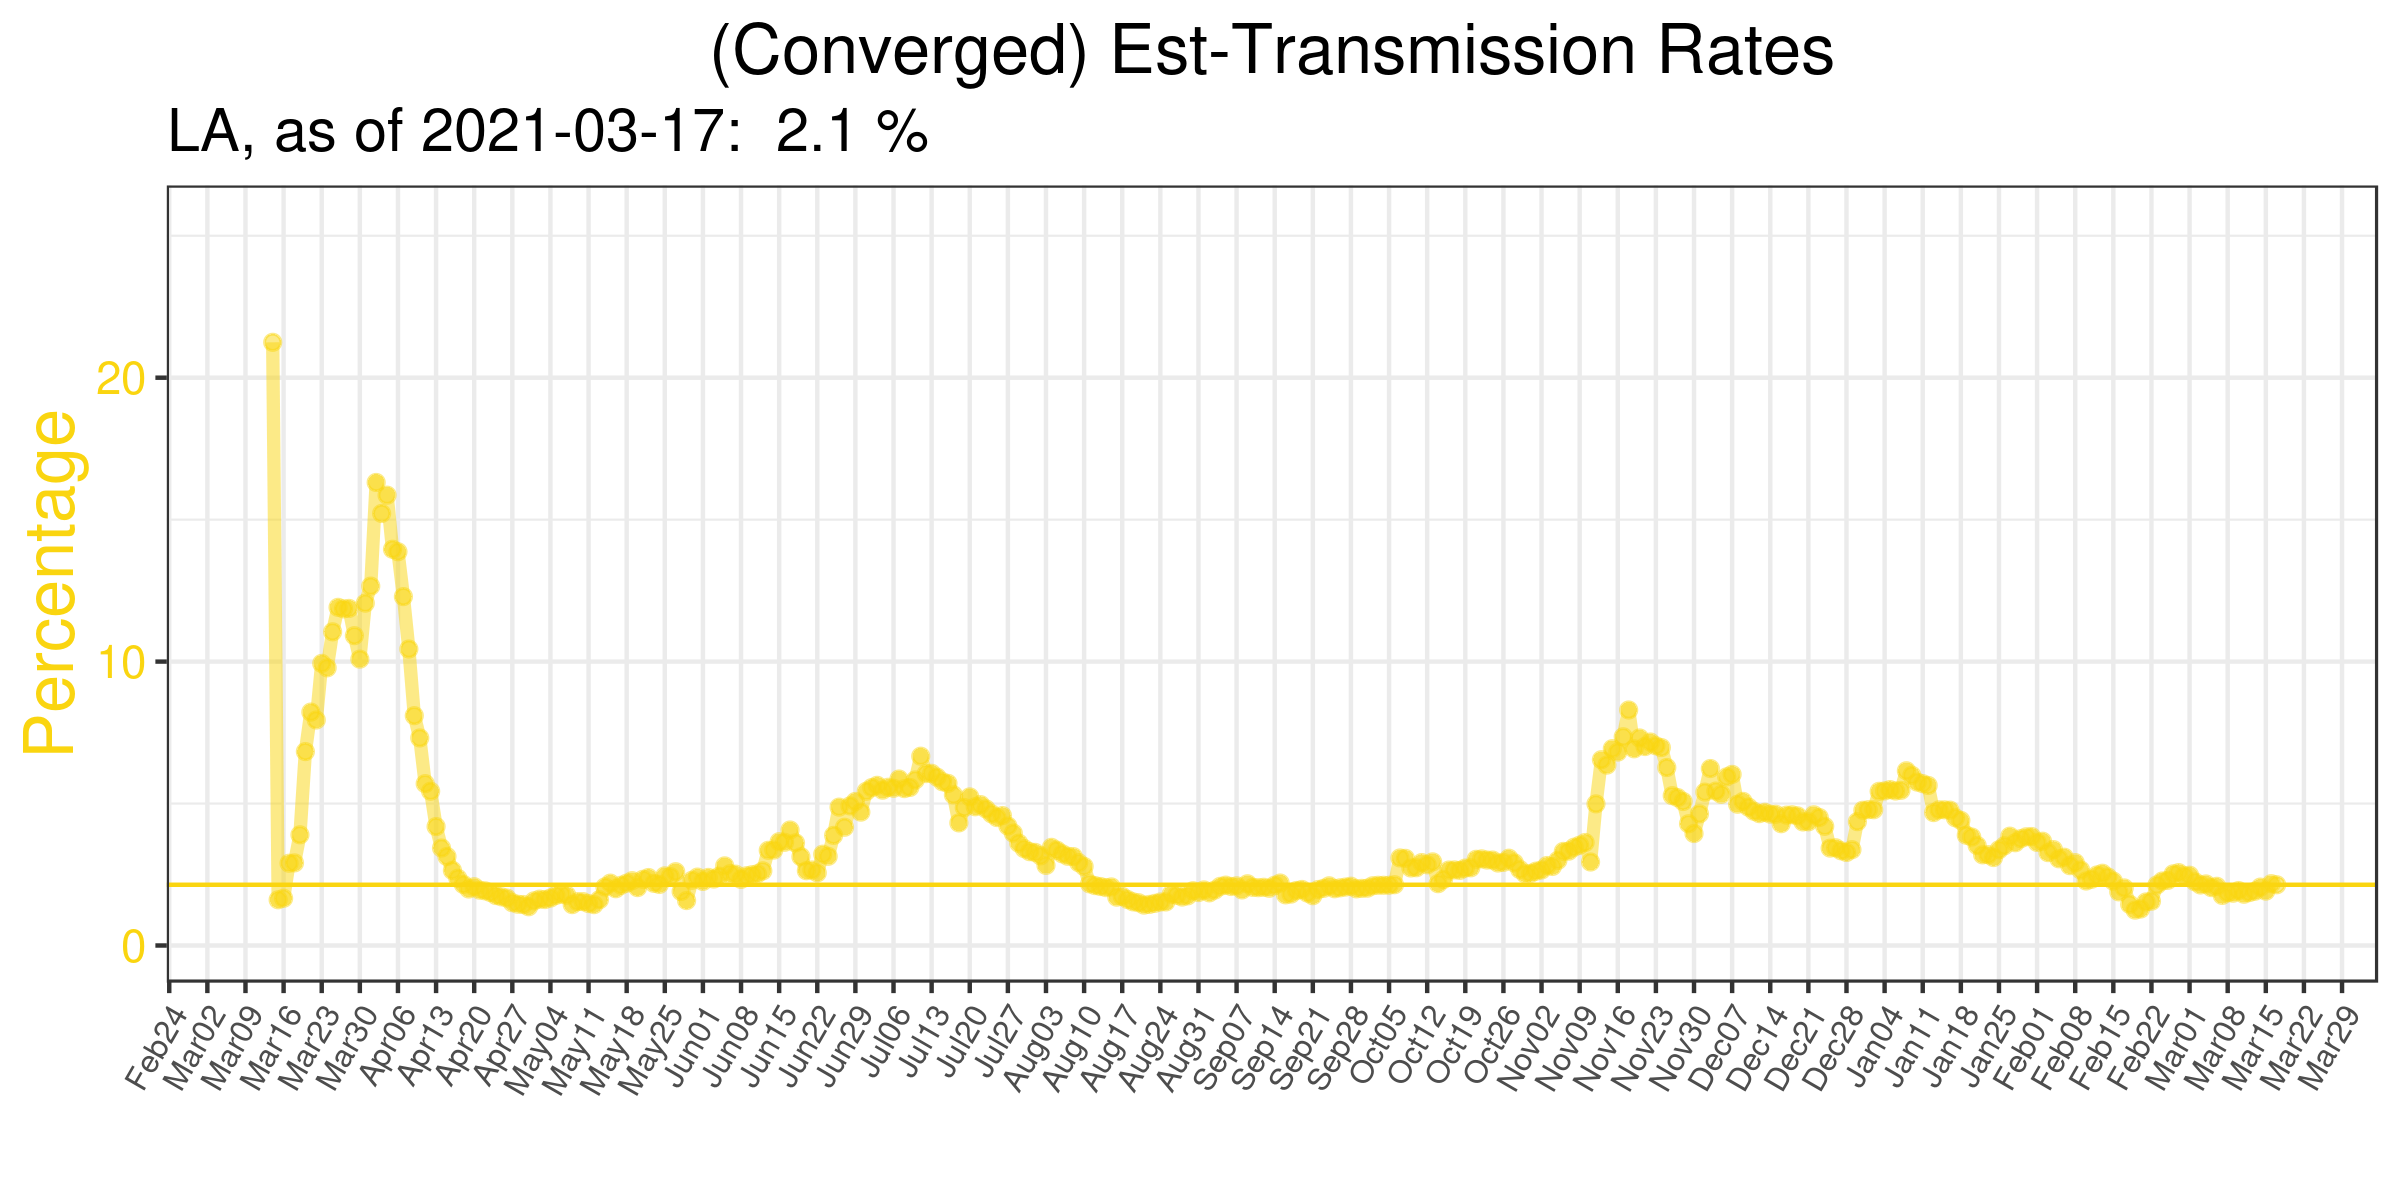 (Converged) Est-Transmission Rates
LA, as of 2021-03-17:  2.1 %
Percentage
20
10
0
Feb24
Mar02
Mar09
Mar16
Mar23
Mar30
Apr06
Apr13
Apr20
Apr27
May04
May11
May18
May25
Jun01
Jun08
Jun15
Jun22
Jun29
Jul06
Jul13
Jul20
Jul27
Aug03
Aug10
Aug17
Aug24
Aug31
Sep07
Sep14
Sep21
Sep28
Oct05
Oct12
Oct19
Oct26
Nov02
Nov09
Nov16
Nov23
Nov30
Dec07
Dec14
Dec21
Dec28
Jan04
Jan11
Jan18
Jan25
Feb01
Feb08
Feb15
Feb22
Mar01
Mar08
Mar15
Mar22
Mar29